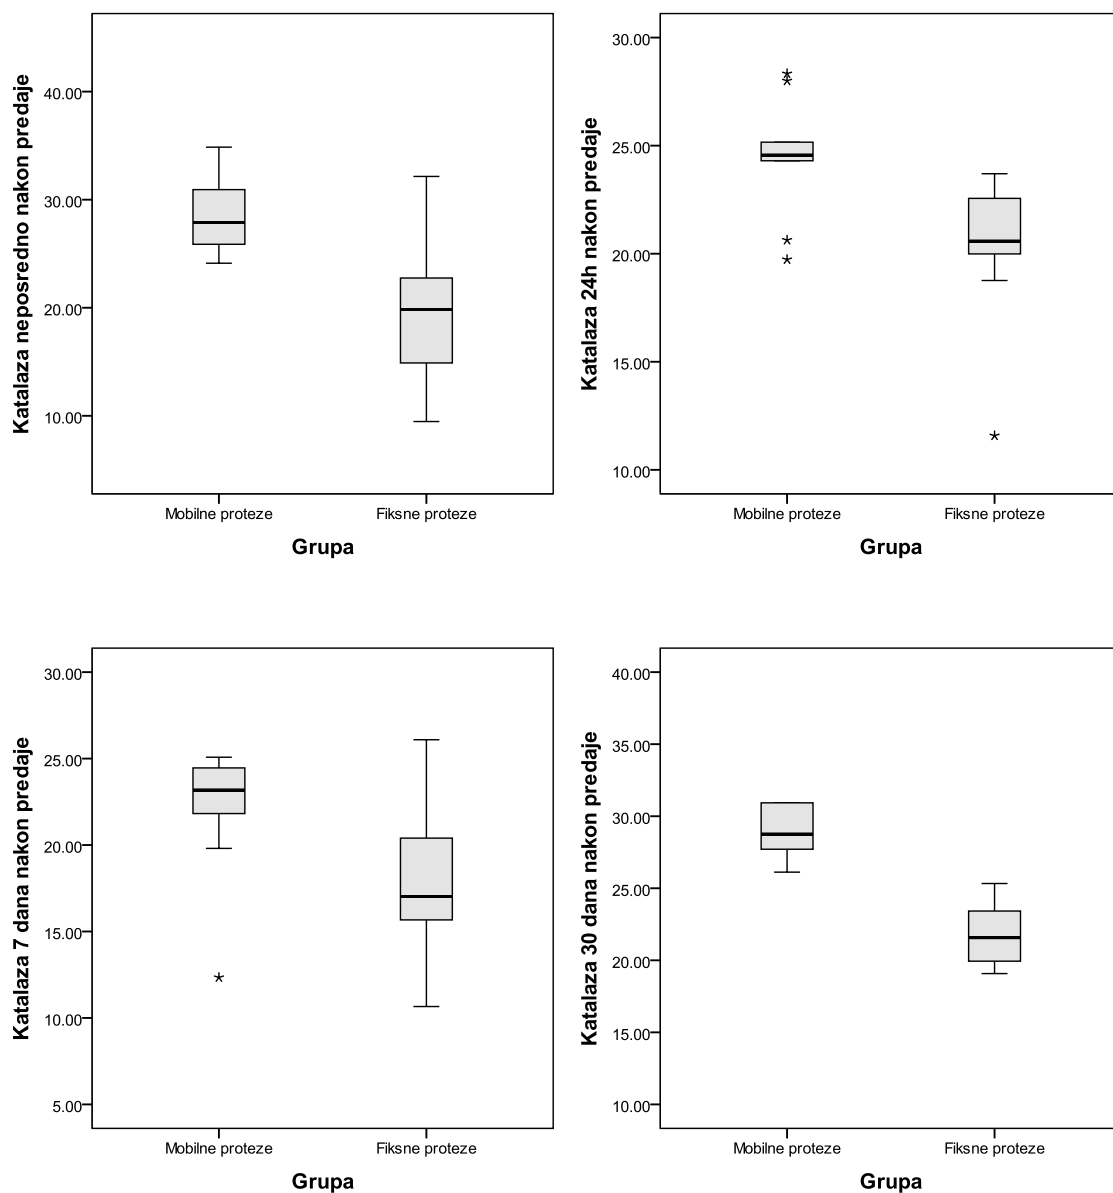 Katalaza neposredno nakon predaje
40.00
30.00
20.00
10.00
Mobilne proteze
Fiksne proteze
Grupa
Katalaza 24h nakon predaje
30.00
25.00
20.00
15.00
10.00
Mobilne proteze
Fiksne proteze
Grupa
Katalaza 7 dana nakon predaje
30.00
25.00
20.00
15.00
10.00
5.00
Mobilne proteze
Fiksne proteze
Grupa
Katalaza 30 dana nakon predaje
40.00
35.00
30.00
25.00
20.00
15.00
10.00
Mobilne proteze
Fiksne proteze
Grupa